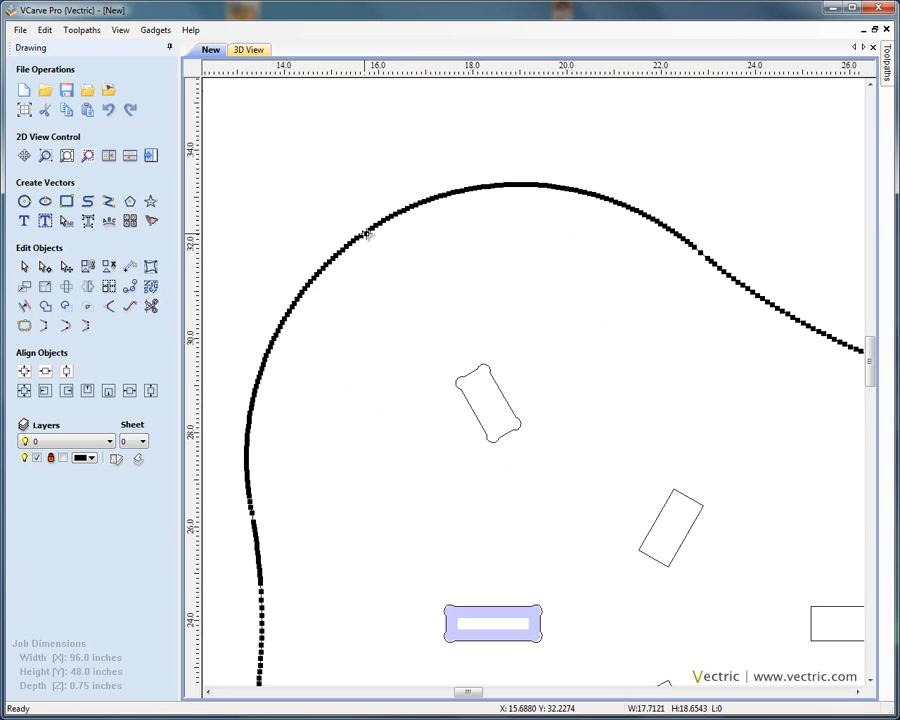 VCarve Pro {Vectric} - [New]
File Edit Toolpaths View Gadgets Help
Drawing
New 3D View
File Operations
14.0 16.0 18.0 20.0 22.0 24.0 26.0
2D View Control
34.0
Create Vectors
32.0
Edit Objects
30.0
Align Objects
28.0
Layers Sheet
0 0
26.0
24.0
Job Dimensions
Width [X]: 96.0 inches
Height [Y]: 48.0 inches
Depth [Z]: 0.75 inches
Toolpaths
Vectric | www.vectric.com
Ready X: 15.6880 Y: 32.2274 W:17.7121 H:18.6543 L:0